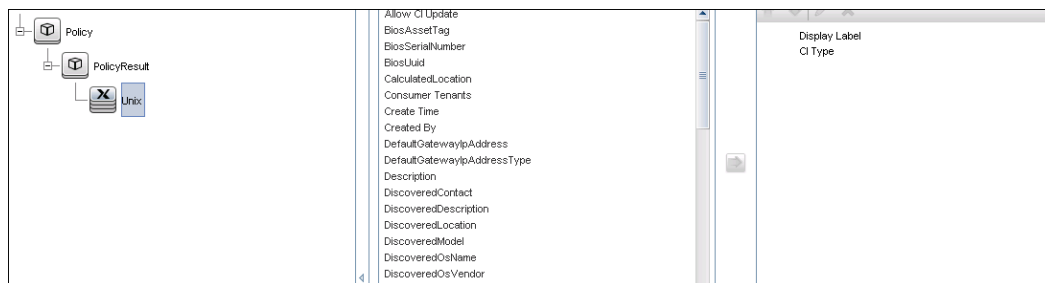 Policy
PolicyResult
Unix
Allow CI Update
BiosAssetTag
BiosSerialNumber
BiosUuid
CalculatedLocation
Consumer Tenants
Create Time
Created By
DefaultGatewayIpAddress
DefaultGatewayIpAddressType
Description
DiscoveredContact
DiscoveredDescription
DiscoveredLocation
DiscoveredModel
DiscoveredOsName
DiscoveredOsVendor
Display Label
CI Type